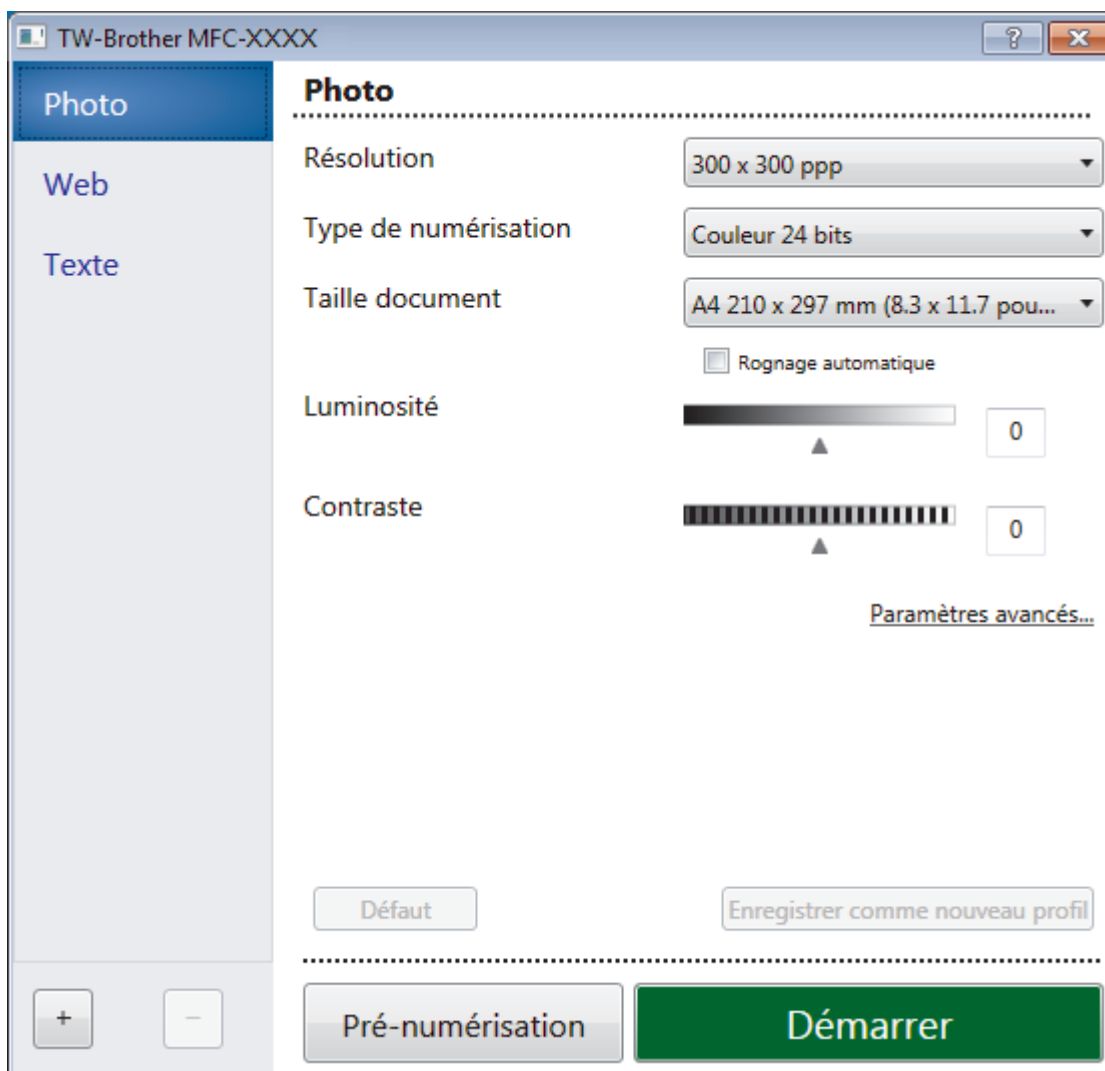 TW-Brother MFC-XXXX
?
Photo
Web
Texte
Photo
Résolution
300 x 300 ppp
Type de numérisation
Couleur 24 bits
Taille document
A4 210 x 297 mm (8.3 x 11.7 pou...
Rognage automatique
Luminosité
0
Contraste
0
Paramètres avancés...
Défaut
Enregistrer comme nouveau profil
+
−
Pré-numérisation
Démarrer